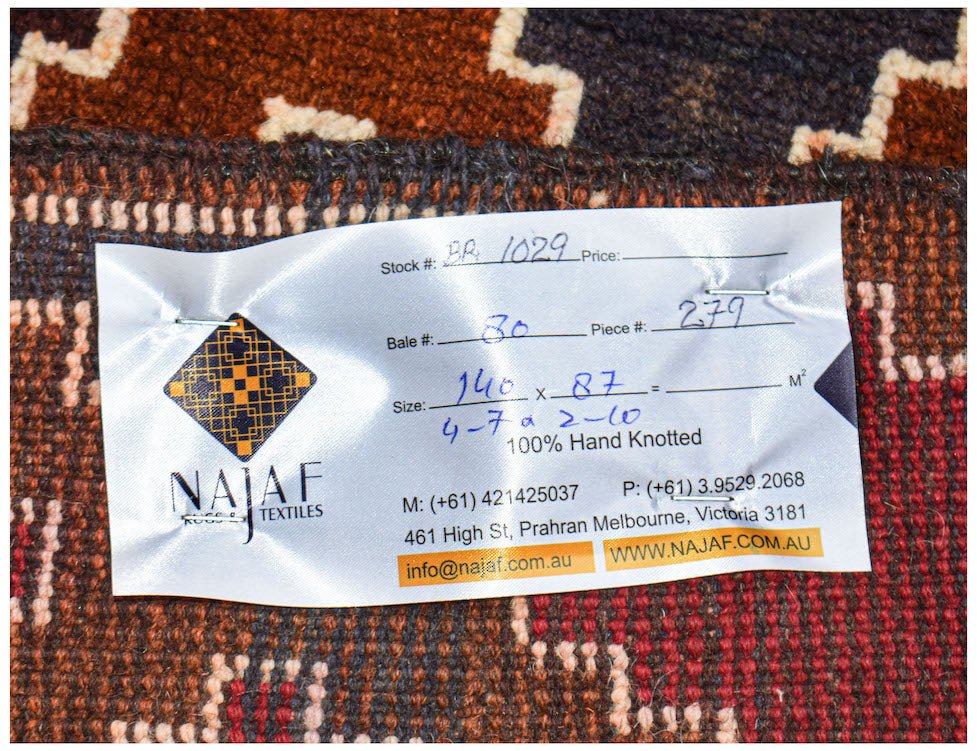 Stock #: BR 1029 Price:
Bale #: 80 Piece #: 279
Size: 140 X 87 = M²
4-7 x 2-10
100% Hand Knotted
NAJAF
RUGS & TEXTILES
M: (+61) 421425037 P: (+61) 3.9529.2068
461 High St, Prahran Melbourne, Victoria 3181
info@najaf.com.au WWW.NAJAF.COM.AU